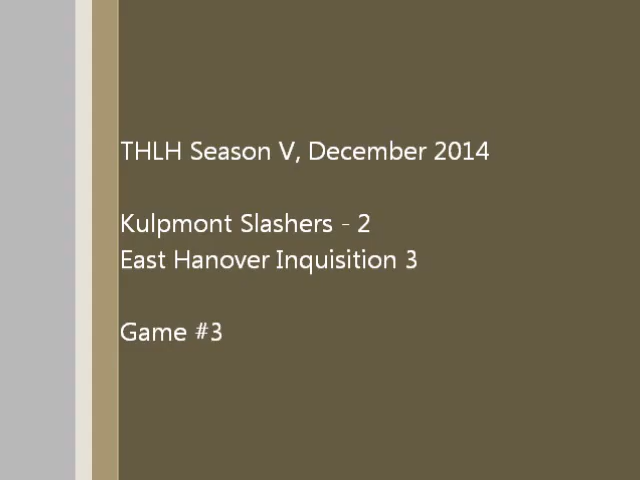 THLH Season V, December 2014
Kulpmont Slashers - 2
East Hanover Inquisition 3
Game #3